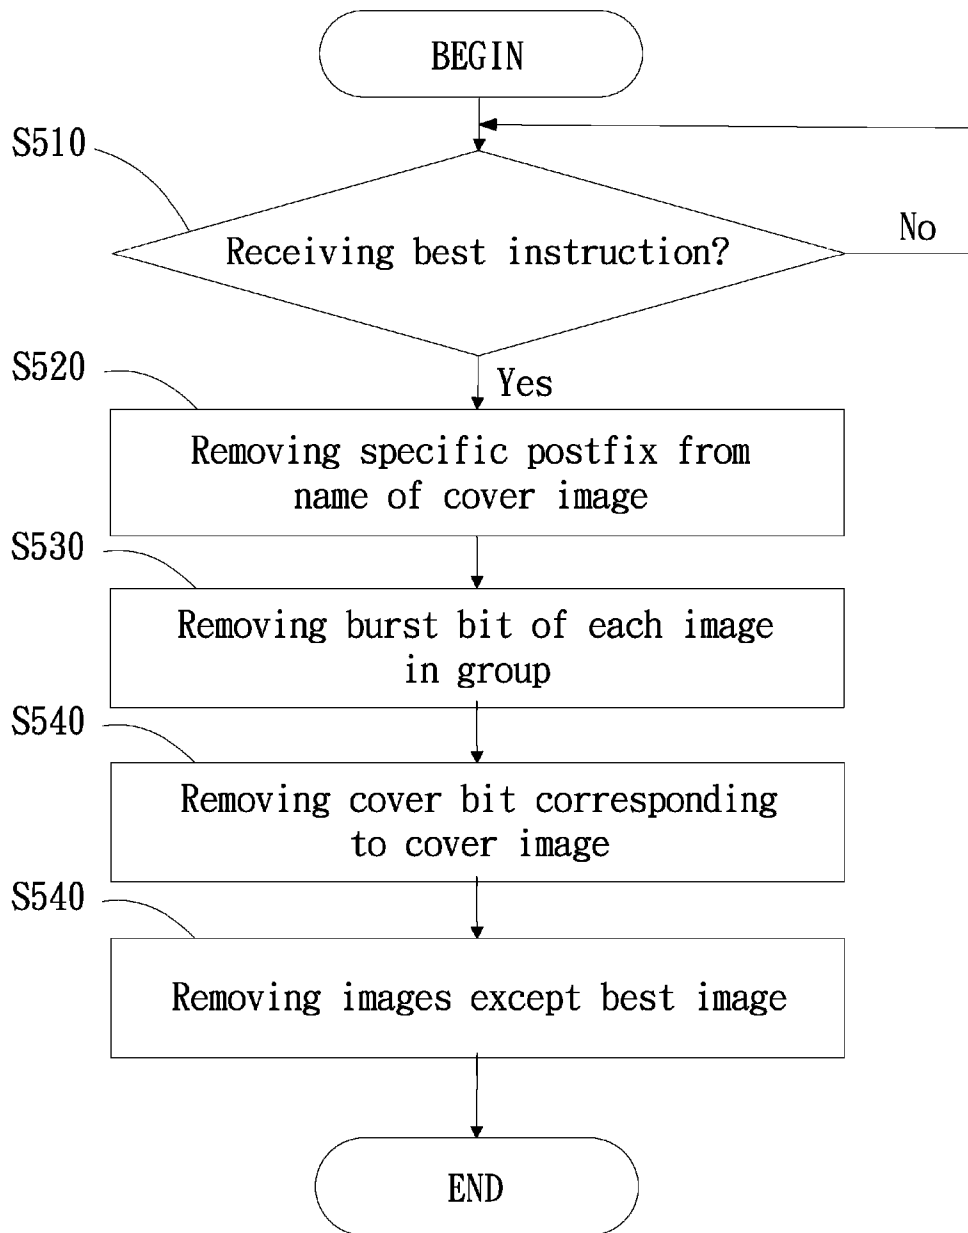 BEGIN
S510
Receiving best instruction?
No
Yes
S520
Removing specific postfix from
name of cover image
S530
Removing burst bit of each image
in group
S540
Removing cover bit corresponding
to cover image
S540
Removing images except best image
END